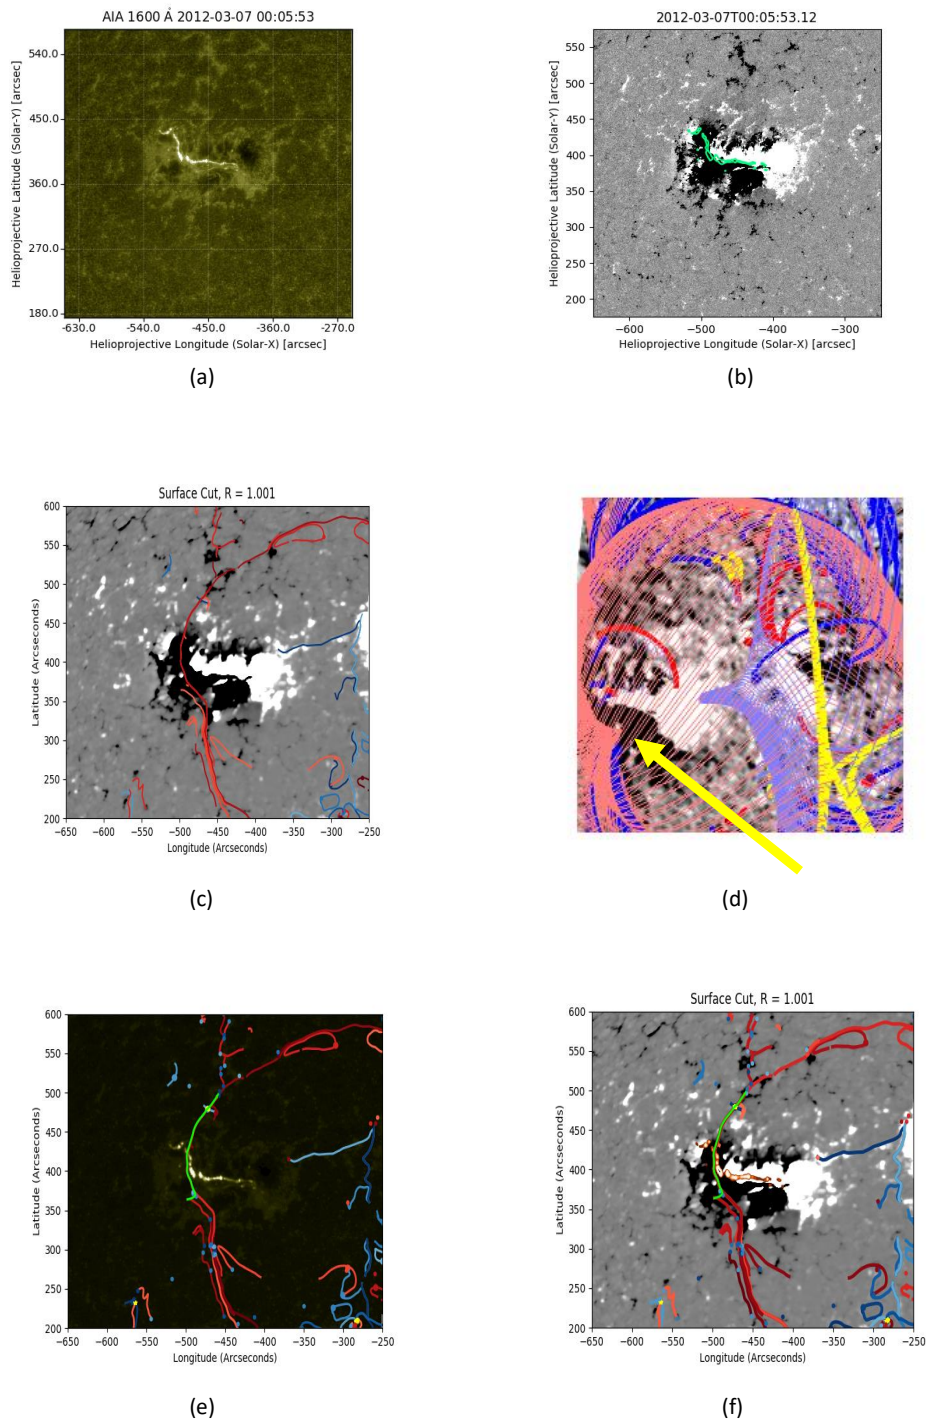 AIA 1600 Å 2012-03-07 00:05:53
Helioprojective Latitude (Solar-Y) [arcsec]
540.0
450.0
360.0
270.0
180.0
-630.0 -540.0 -450.0 -360.0 -270.0
Helioprojective Longitude (Solar-X) [arcsec]
(a)
2012-03-07T00:05:53.12
Helioprojective Latitude (Solar-Y) [arcsec]
550
500
450
400
350
300
250
200
−600 −500 −400 −300
Helioprojective Longitude (Solar-X) [arcsec]
(b)
Surface Cut, R = 1.001
Latitude (Arcseconds)
600
550
500
450
400
350
300
250
200
−650 −600 −550 −500 −450 −400 −350 −300 −250
Longitude (Arcseconds)
(c)
(d)
Latitude (Arcseconds)
600
550
500
450
400
350
300
250
200
−650 −600 −550 −500 −450 −400 −350 −300 −250
Longitude (Arcseconds)
(e)
Surface Cut, R = 1.001
Latitude (Arcseconds)
600
550
500
450
400
350
300
250
200
−650 −600 −550 −500 −450 −400 −350 −300 −250
Longitude (Arcseconds)
(f)